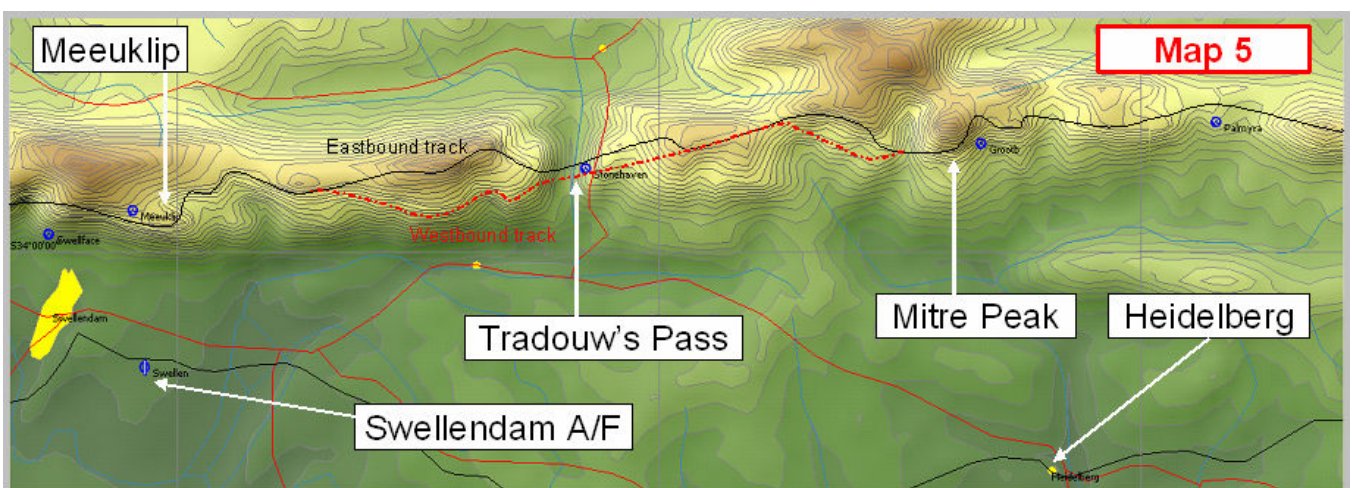 Meeuklip
Map 5
Eastbound track
Palmyra
Grootb
Stonehaven
Meeuklip
Swellface
S34°00'00"
Westbound track
Mitre Peak
Heidelberg
Swellendam
Tradouw's Pass
Swellen
Swellendam A/F
Heidelberg